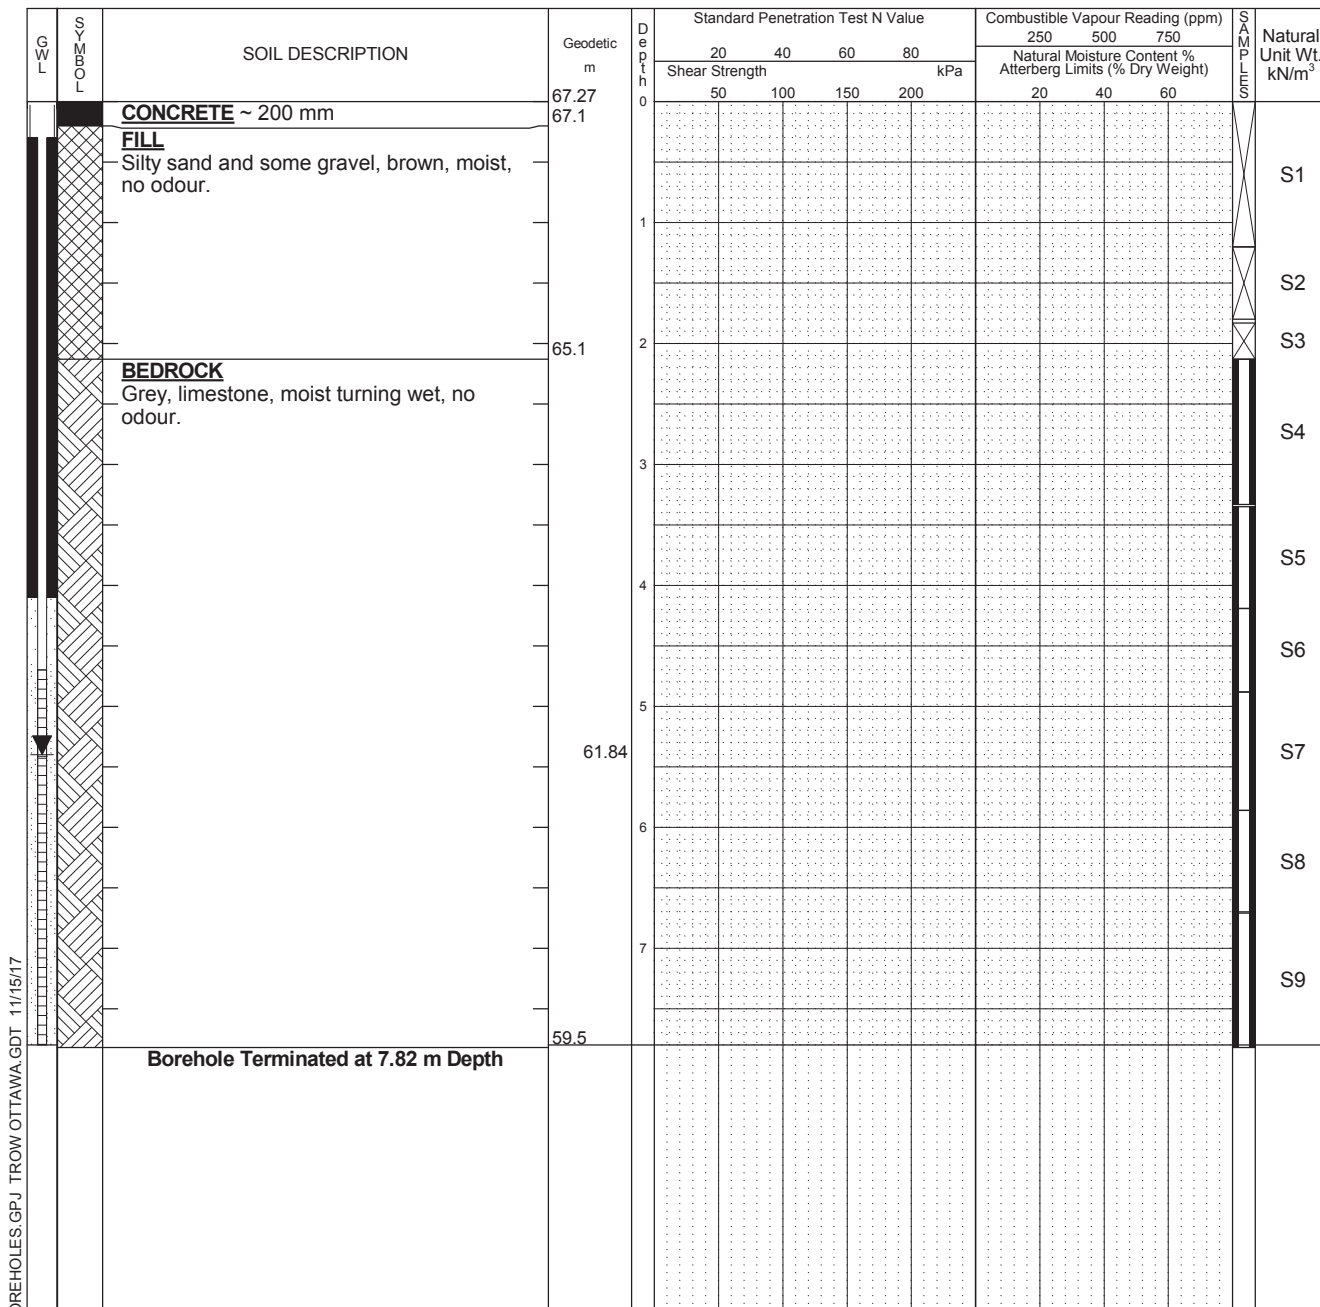 GWL
SYMBOL
SOIL DESCRIPTION
Geodetic
m
Depth
Standard Penetration Test N Value
20 40 60 80
Shear Strength kPa
50 100 150 200
Combustible Vapour Reading (ppm)
250 500 750
Natural Moisture Content %
Atterberg Limits (% Dry Weight)
20 40 60
SAMPLES
Natural
Unit Wt.
kN/m³
67.27
0
CONCRETE ~ 200 mm
67.1
FILL
Silty sand and some gravel, brown, moist,
no odour.
S1
1
S2
S3
65.1
2
BEDROCK
Grey, limestone, moist turning wet, no
odour.
S4
3
S5
4
S6
5
61.84
S7
6
S8
7
S9
59.5
Borehole Terminated at 7.82 m Depth
OREHOLES.GPJ TROW OTTAWA.GDT 11/15/17